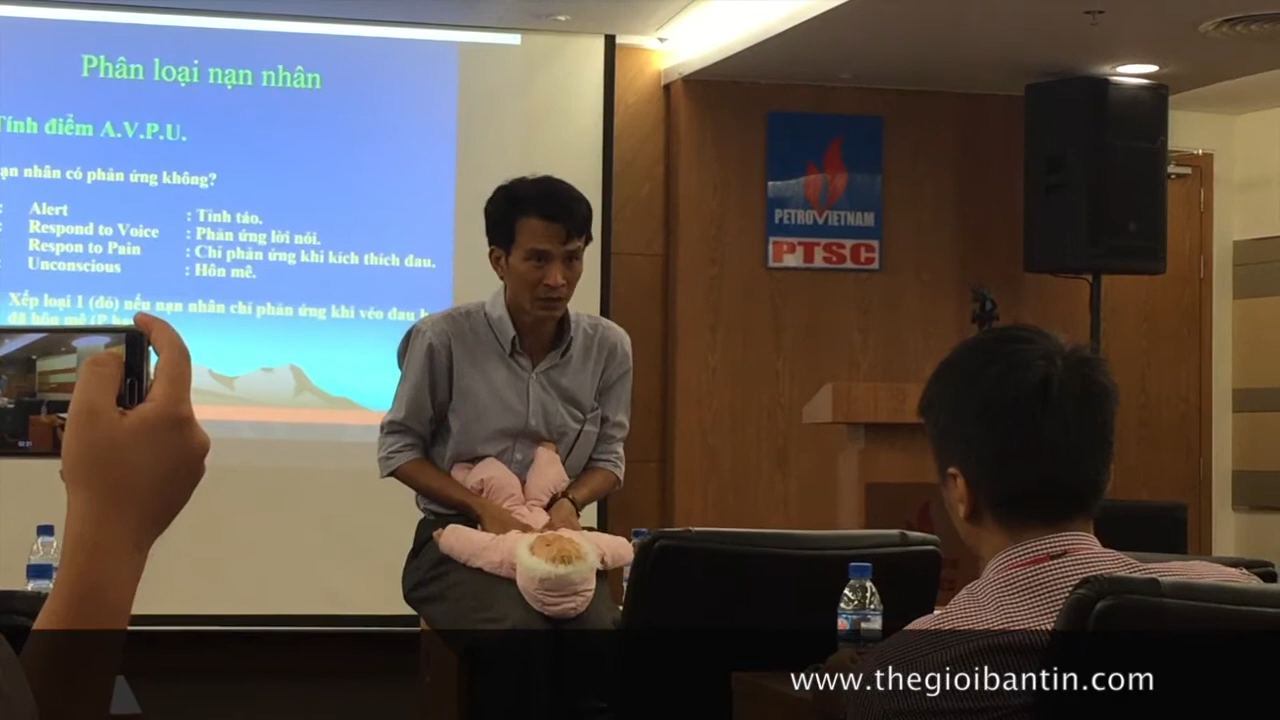 Phân loại nạn nhân
Tính điểm A.V.P.U.
nạn nhân có phản ứng không?
: Alert : Tỉnh táo.
: Respond to Voice : Phản ứng lời nói.
: Respon to Pain : Chỉ phản ứng khi kích thích đau.
: Unconscious : Hôn mê.
Xếp loại 1 (đỏ) nếu nạn nhân chỉ phản ứng khi véo đau
đã hôn mê (P
PETROVIETNAM
PTSC
www.thegioibantin.com